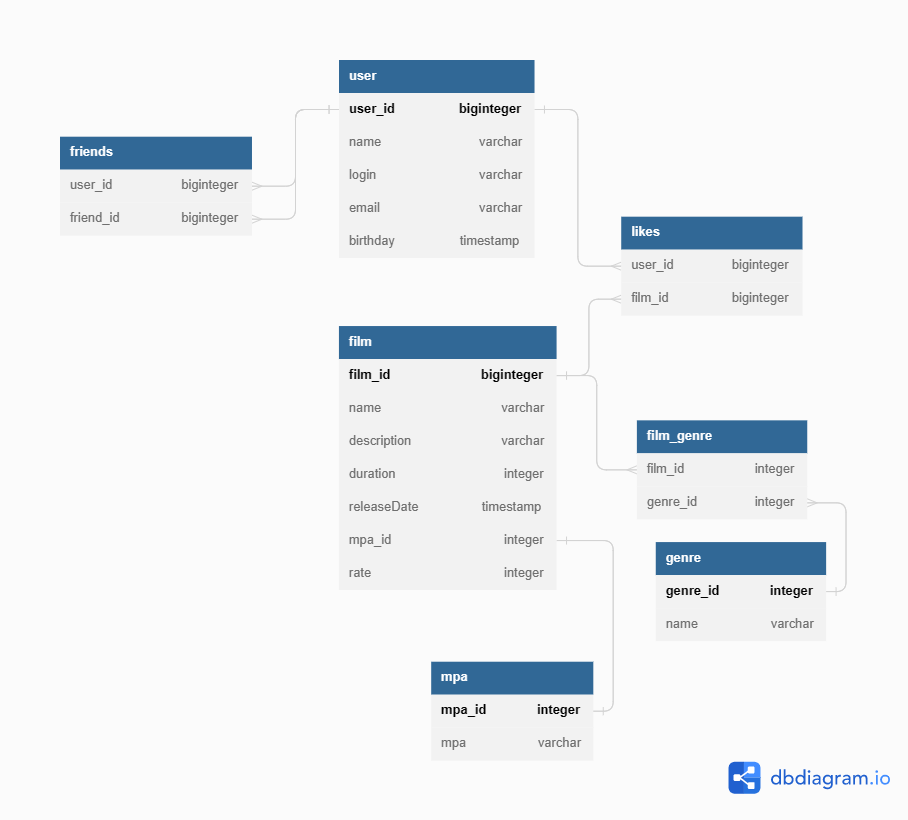 user
user_id biginteger
name varchar
login varchar
email varchar
birthday timestamp
friends
user_id biginteger
friend_id biginteger
likes
user_id biginteger
film_id biginteger
film
film_id biginteger
name varchar
description varchar
duration integer
releaseDate timestamp
mpa_id integer
rate integer
film_genre
film_id integer
genre_id integer
genre
genre_id integer
name varchar
mpa
mpa_id integer
mpa varchar
dbdiagram.io